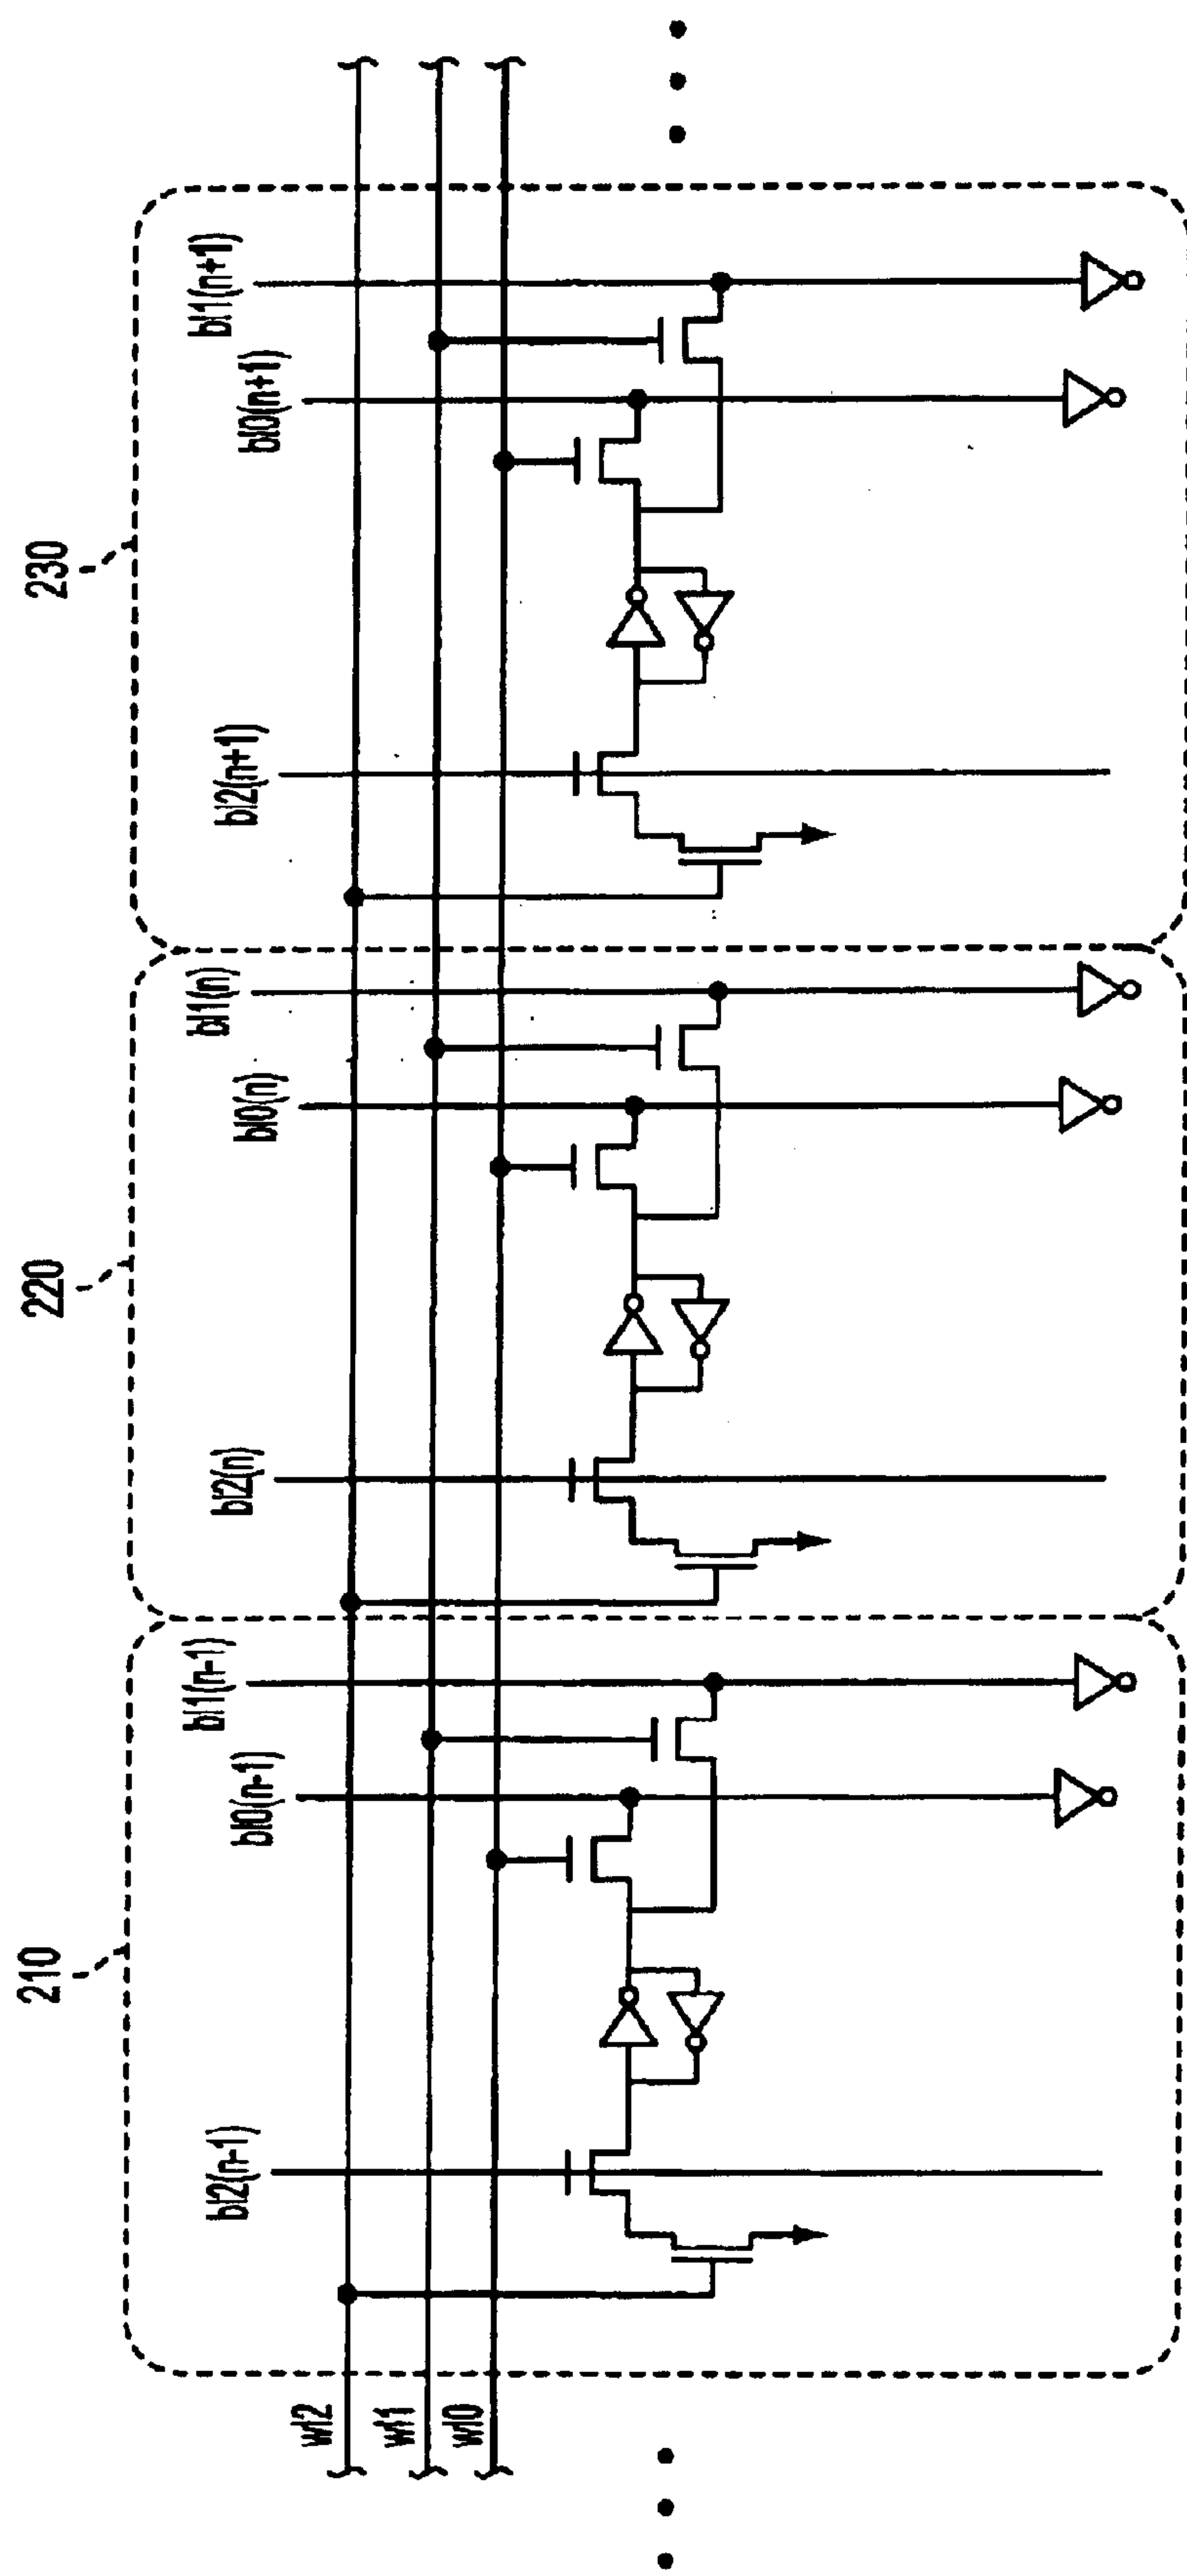 210
220
230
bl2(n-1)
bl0(n-1)
bl1(n-1)
bl2(n)
bl0(n)
bl1(n)
bl2(n+1)
bl0(n+1)
bl1(n+1)
wl2
wl1
wl0